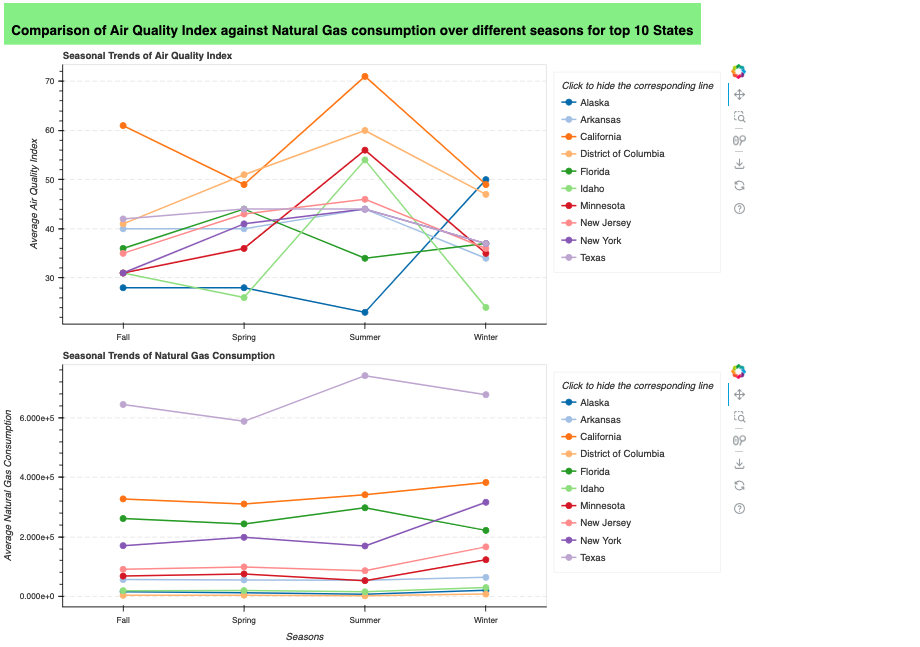 Comparison of Air Quality Index against Natural Gas consumption over different seasons for top 10 States
Seasonal Trends of Air Quality Index
70
60
50
40
30
Average Air Quality Index
Fall
Spring
Summer
Winter
Click to hide the corresponding line
Alaska
Arkansas
California
District of Columbia
Florida
Idaho
Minnesota
New Jersey
New York
Texas
Seasonal Trends of Natural Gas Consumption
6.000e+5
4.000e+5
2.000e+5
0.000e+0
Average Natural Gas Consumption
Fall
Spring
Summer
Winter
Seasons
Click to hide the corresponding line
Alaska
Arkansas
California
District of Columbia
Florida
Idaho
Minnesota
New Jersey
New York
Texas